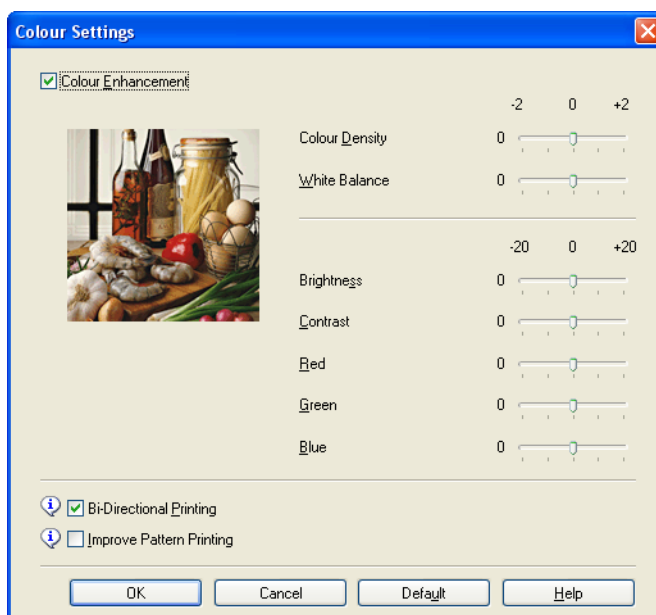 Colour Settings
Colour Enhancement
-2 0 +2
Colour Density 0
White Balance 0
-20 0 +20
Brightness 0
Contrast 0
Red 0
Green 0
Blue 0
Bi-Directional Printing
Improve Pattern Printing
OK Cancel Default Help